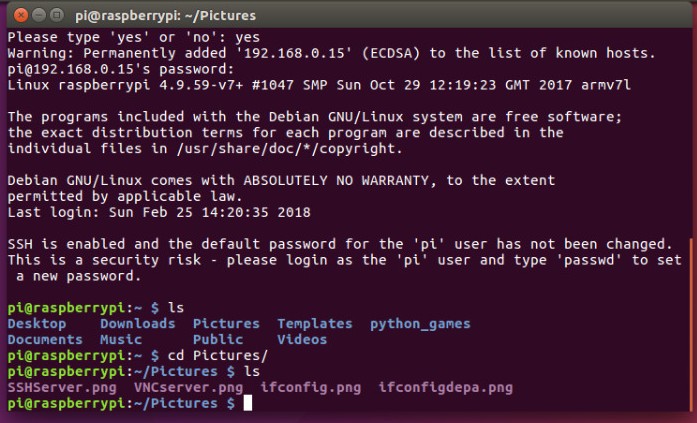 pi@raspberrypi: ~/Pictures
Please type 'yes' or 'no': yes
Warning: Permanently added '192.168.0.15' (ECDSA) to the list of known hosts.
pi@192.168.0.15's password:
Linux raspberrypi 4.9.59-v7+ #1047 SMP Sun Oct 29 12:19:23 GMT 2017 armv7l
The programs included with the Debian GNU/Linux system are free software;
the exact distribution terms for each program are described in the
individual files in /usr/share/doc/*/copyright.
Debian GNU/Linux comes with ABSOLUTELY NO WARRANTY, to the extent
permitted by applicable law.
Last login: Sun Feb 25 14:20:35 2018
SSH is enabled and the default password for the 'pi' user has not been changed.
This is a security risk - please login as the 'pi' user and type 'passwd' to set
 a new password.
pi@raspberrypi:~ $ ls
Desktop    Downloads  Pictures  Templates  python_games
Documents  Music      Public    Videos
pi@raspberrypi:~ $ cd Pictures/
pi@raspberrypi:~/Pictures $ ls
SSHServer.png  VNCserver.png  ifconfig.png  ifconfigdepa.png
pi@raspberrypi:~/Pictures $